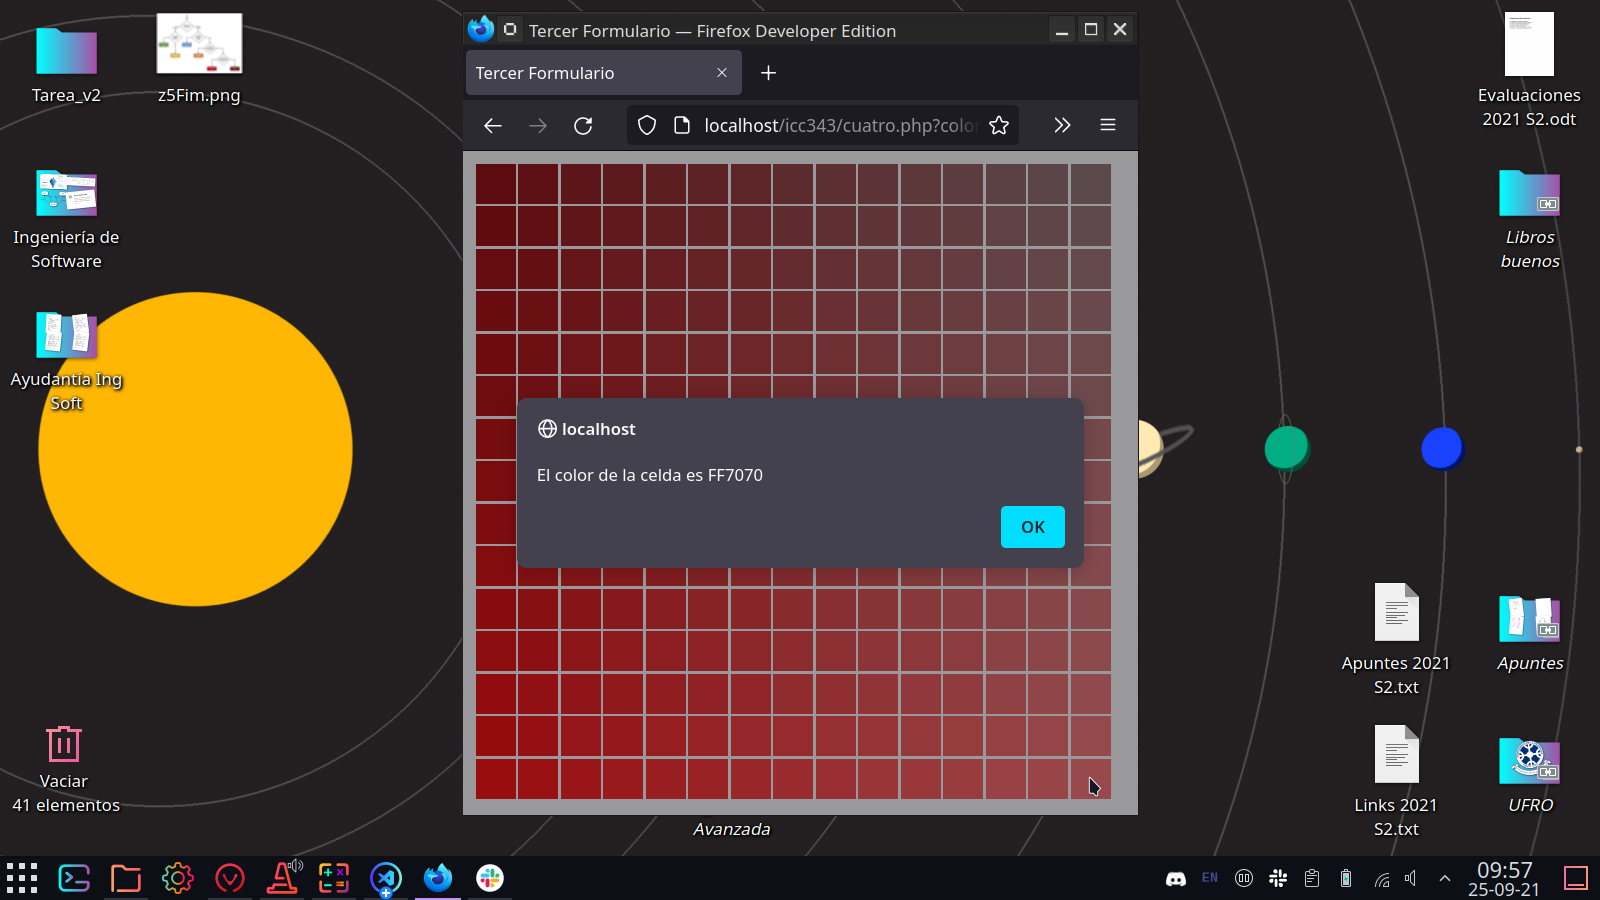 Tercer Formulario — Firefox Developer Edition
Tercer Formulario
localhost/icc343/cuatro.php?colo
localhost
El color de la celda es FF7070
OK
Tarea_v2
z5Fim.png
Ingeniería de
Software
Ayudantía Ing
Soft
Vaciar
41 elementos
Evaluaciones
2021 S2.odt
Libros
buenos
Apuntes 2021
S2.txt
Apuntes
Links 2021
S2.txt
UFRO
Avanzada
EN
09:57
25-09-21